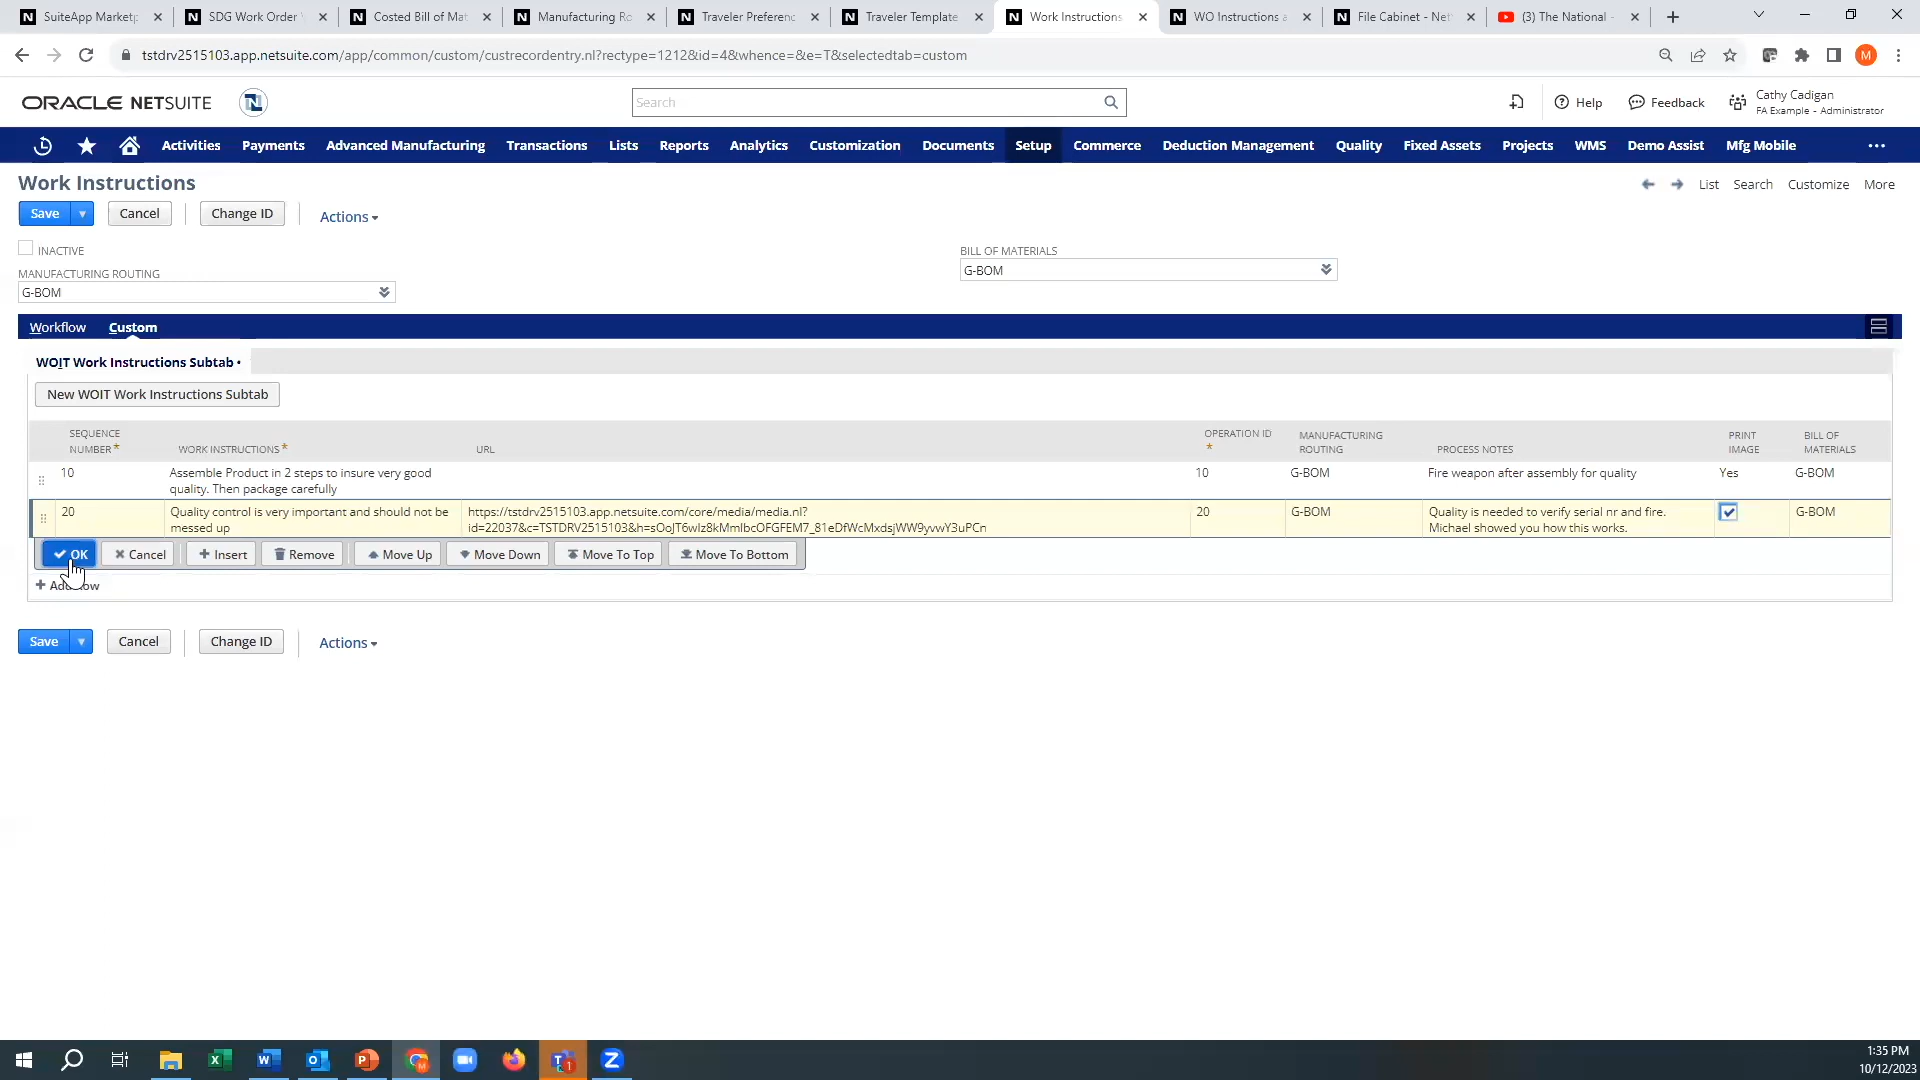 SuiteApp Marketp
SDG Work Order
Costed Bill of Mat
Manufacturing Ro
Traveler Preferenc
Traveler Template
Work Instructions
WO Instructions a
File Cabinet - Net
(3) The National -
tstdrv2515103.app.netsuite.com/app/common/custom/custrecordentry.nl?rectype=1212&id=4&whence=&e=T&selectedtab=custom
M
ORACLE NETSUITE
N
Search
Help
Feedback
Cathy Cadigan
FA Example - Administrator
Activities Payments Advanced Manufacturing Transactions Lists Reports Analytics Customization Documents Setup Commerce Deduction Management Quality Fixed Assets Projects WMS Demo Assist Mfg Mobile
Work Instructions
List Search Customize More
Save Cancel Change ID Actions
INACTIVE
BILL OF MATERIALS
G-BOM
MANUFACTURING ROUTING
G-BOM
Workflow Custom
WOIT Work Instructions Subtab •
New WOIT Work Instructions Subtab
SEQUENCE NUMBER *
WORK INSTRUCTIONS *
URL
OPERATION ID *
MANUFACTURING ROUTING
PROCESS NOTES
PRINT IMAGE
BILL OF MATERIALS
10
Assemble Product in 2 steps to insure very good
quality. Then package carefully
10
G-BOM
Fire weapon after assembly for quality
Yes
G-BOM
20
Quality control is very important and should not be
messed up
https://tstdrv2515103.app.netsuite.com/core/media/media.nl?
id=22037&c=TSTDRV2515103&h=sOoJT6wIz8kMmlbcOFGFEM7_81eDfWcMxdsjWW9yvwY3uPCn
20
G-BOM
Quality is needed to verify serial nr and fire.
Michael showed you how this works.
G-BOM
OK Cancel Insert Remove Move Up Move Down Move To Top Move To Bottom
Save Cancel Change ID Actions
1:35 PM
10/12/2023